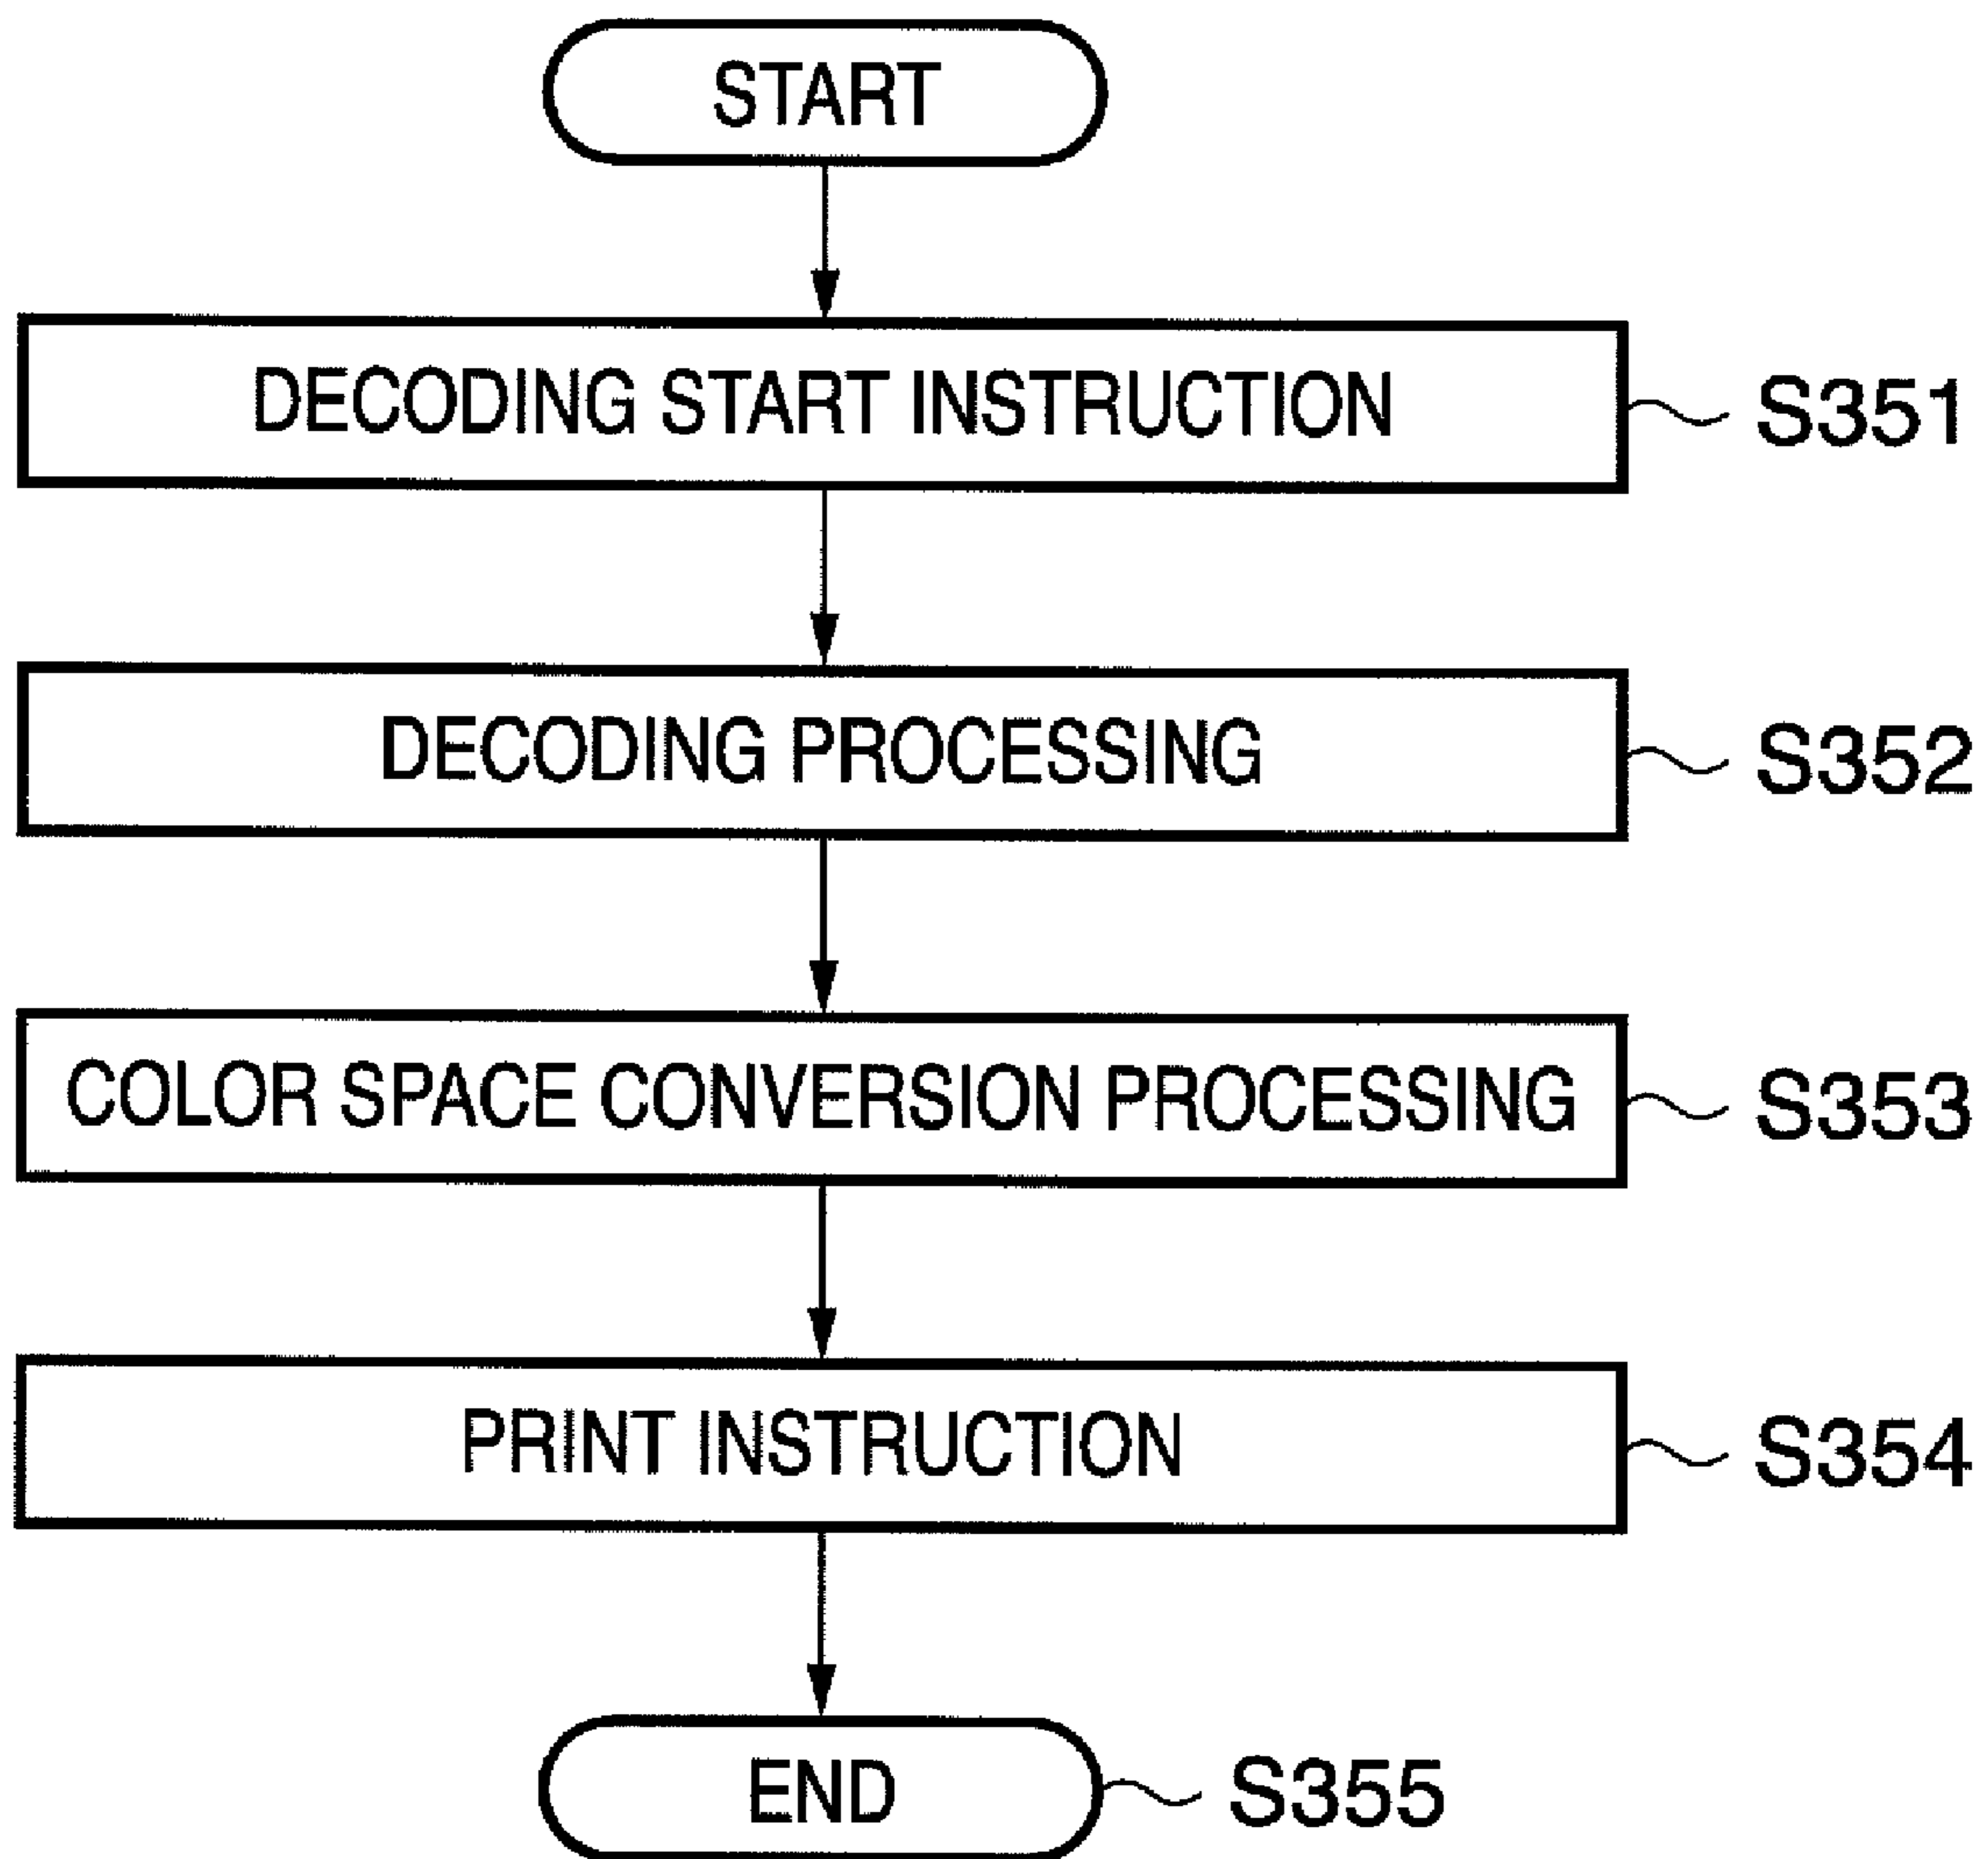 START
DECODING START INSTRUCTION S351
DECODING PROCESSING S352
COLOR SPACE CONVERSION PROCESSING S353
PRINT INSTRUCTION S354
END S355